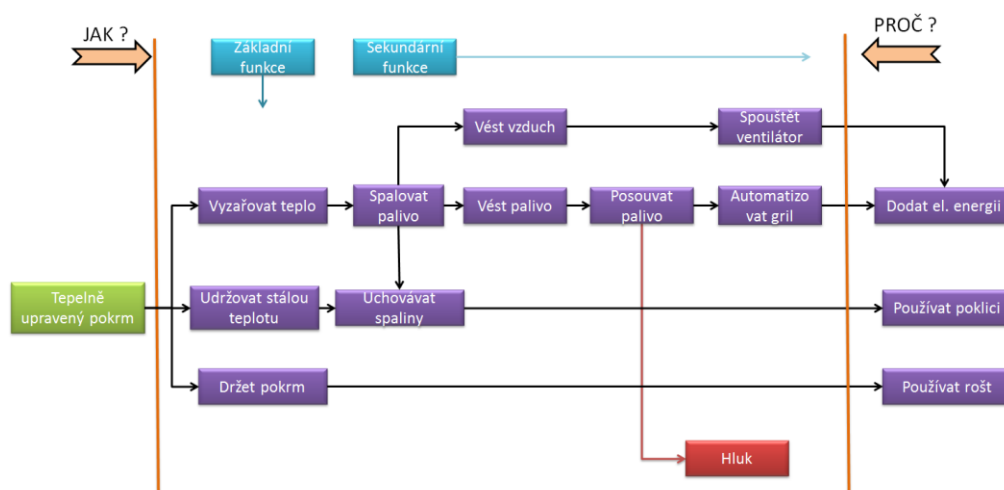 JAK ?
PROČ ?
Základní
funkce
Sekundární
funkce
Vést vzduch
Spouštět
ventilátor
Vyzařovat teplo
Spalovat
palivo
Vést palivo
Posouvat
palivo
Automatizo
vat gril
Dodat el. energii
Tepelně
upravený pokrm
Udržovat stálou
teplotu
Uchovávat
spaliny
Používat poklici
Držet pokrm
Používat rošt
Hluk